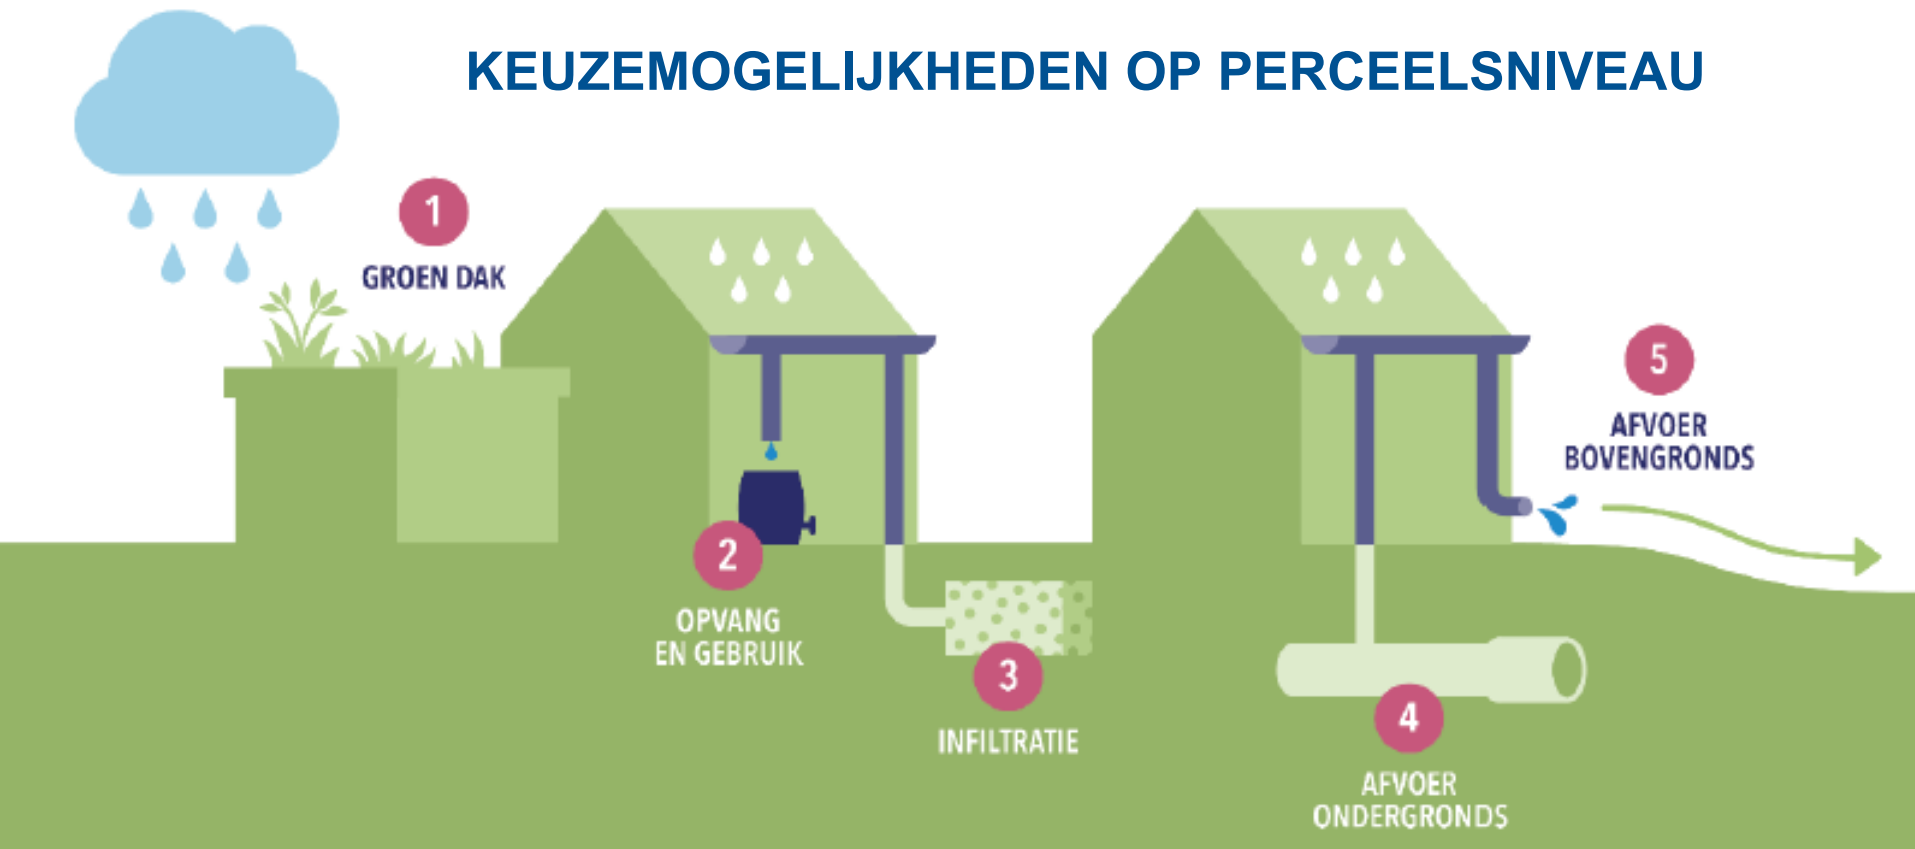 KEUZEMOGELIJKHEDEN OP PERCEELSNIVEAU
1
GROEN DAK
2
OPVANG
EN GEBRUIK
3
INFILTRATIE
4
AFVOER
ONDERGRONDS
5
AFVOER
BOVENGRONDS